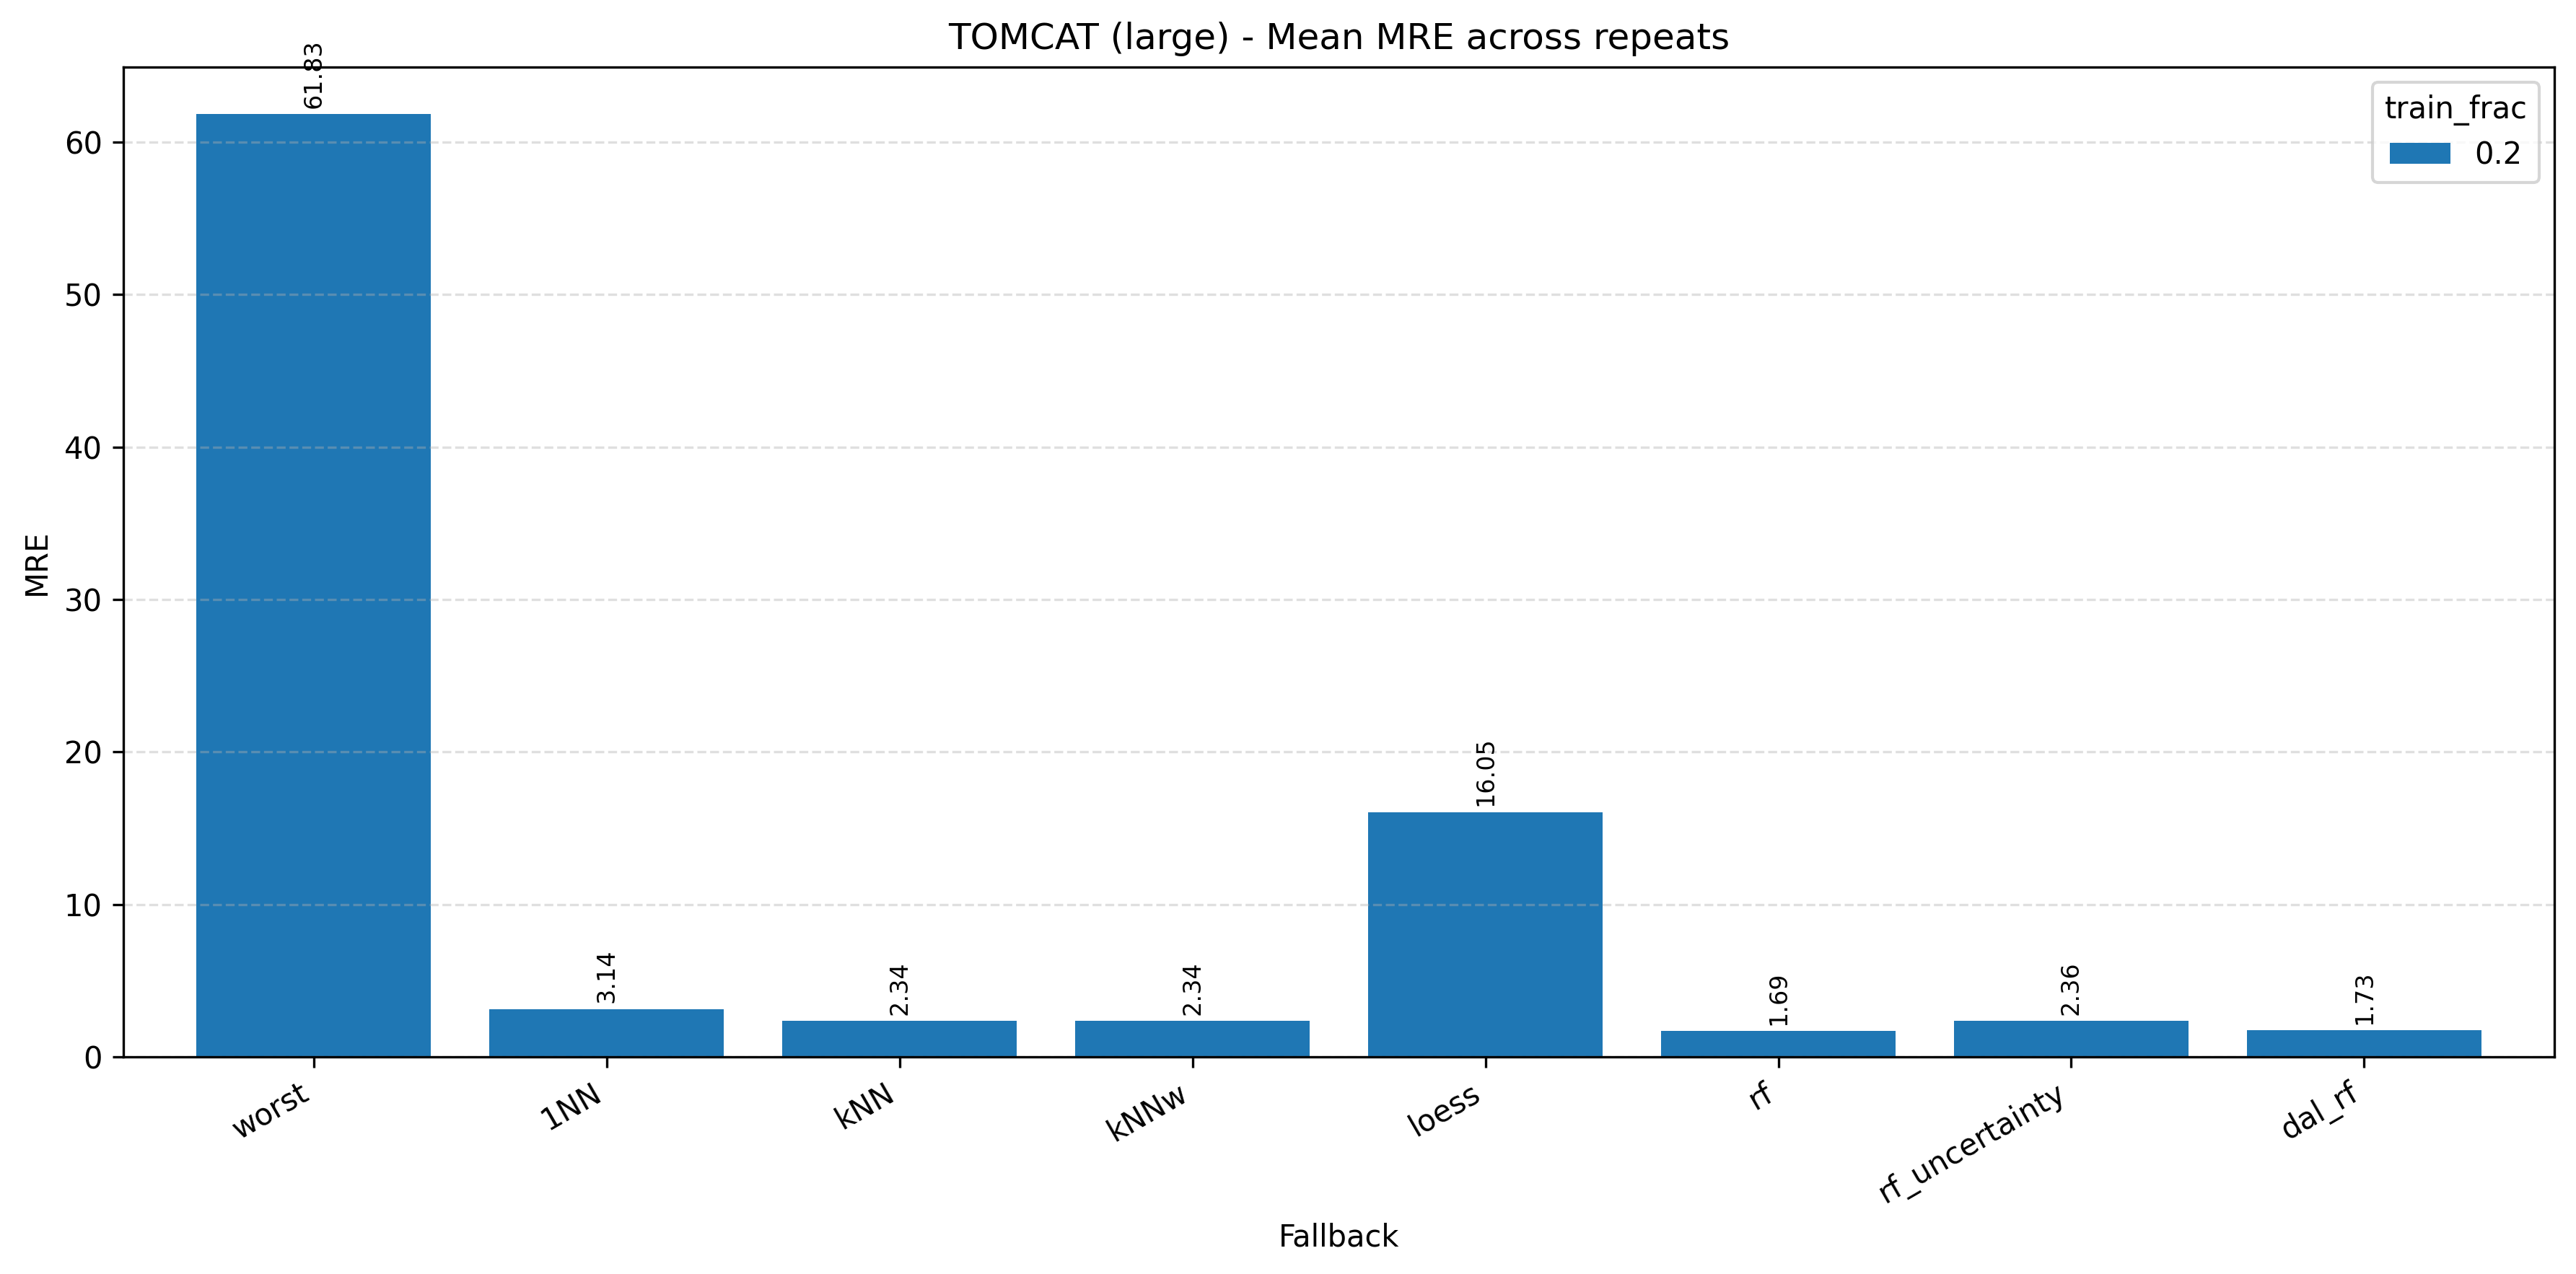 TOMCAT (large) - Mean MRE across repeats
train_frac
0.2
MRE
60
50
40
30
20
10
0
61.83
3.14
2.34
2.34
16.05
1.69
2.36
1.73
worst
1NN
kNN
kNNw
loess
rf
rf_uncertainty
dal_rf
Fallback